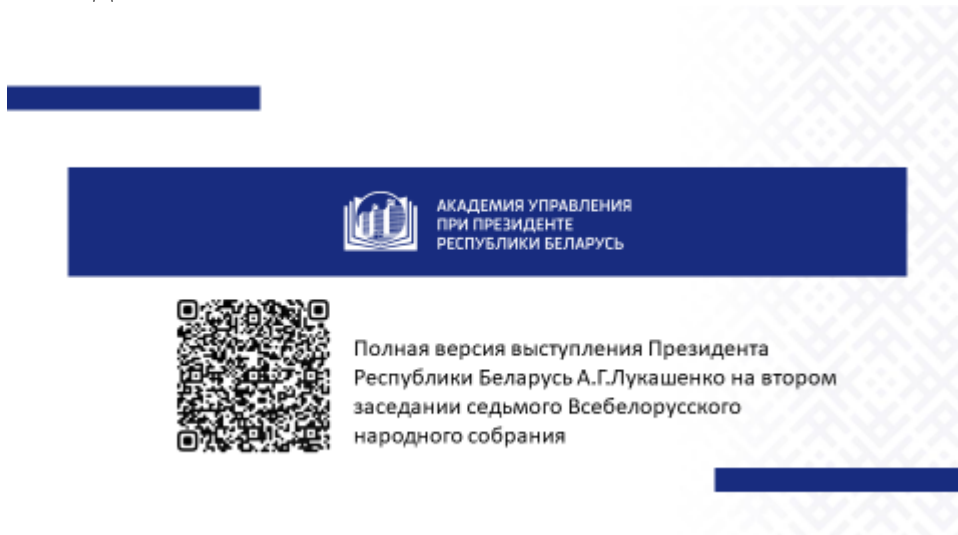 АКАДЕМИЯ УПРАВЛЕНИЯ
ПРИ ПРЕЗИДЕНТЕ
РЕСПУБЛИКИ БЕЛАРУСЬ
Полная версия выступления Президента
Республики Беларусь А.Г.Лукашенко на втором
заседании седьмого Всебелорусского
народного собрания